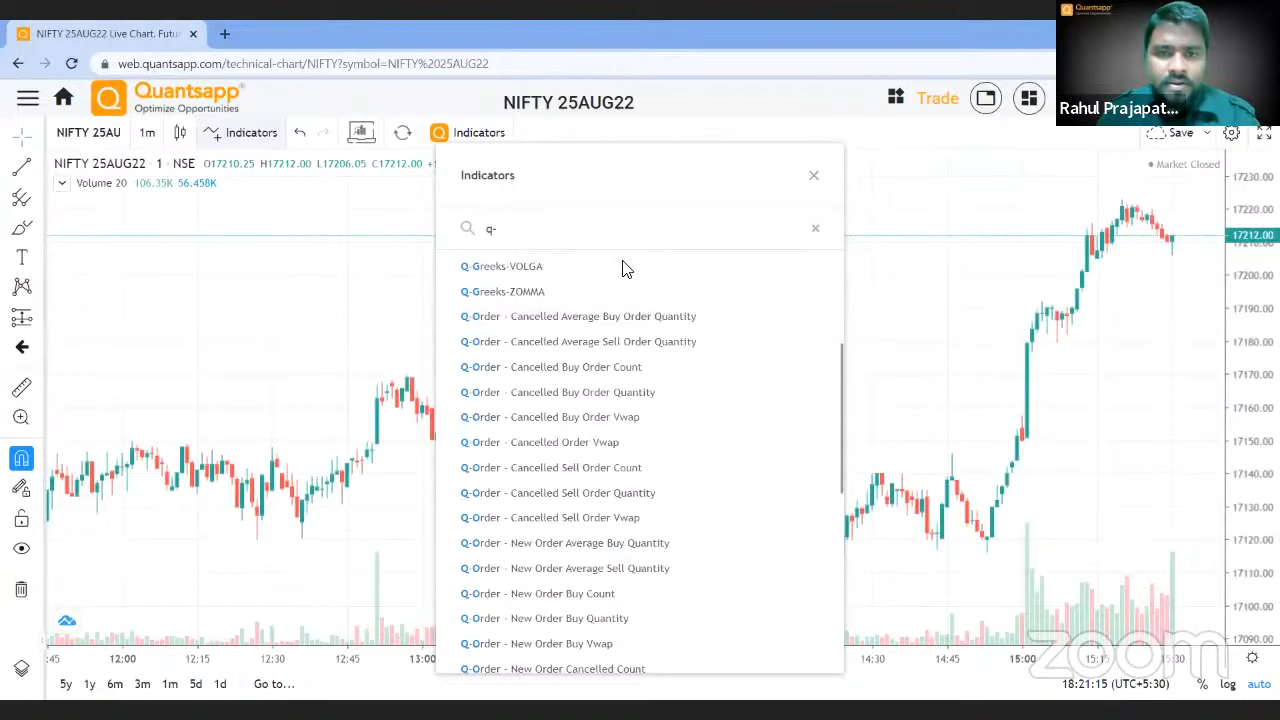 NIFTY 25AUG22 Live Chart. Futur
web.quantsapp.com/technical-chart/NIFTY?symbol=NIFTY%2025AUG22
Quantsapp
Rahul Prajapat...
Quantsapp
Optimize Opportunities
NIFTY 25AUG22
Trade
NIFTY 25AU
1m
Indicators
Indicators
Save
NIFTY 25AUG22 · 1 · NSE O17210.25 H17212.00 L17206.05 C17212.00
Market Closed
Volume 20 106.35K 56.458K
Indicators
q-
Q-Greeks-VOLGA
Q-Greeks-ZOMMA
Q-Order - Cancelled Average Buy Order Quantity
Q-Order - Cancelled Average Sell Order Quantity
Q-Order - Cancelled Buy Order Count
Q-Order - Cancelled Buy Order Quantity
Q-Order - Cancelled Buy Order Vwap
Q-Order - Cancelled Order Vwap
Q-Order - Cancelled Sell Order Count
Q-Order - Cancelled Sell Order Quantity
Q-Order - Cancelled Sell Order Vwap
Q-Order - New Order Average Buy Quantity
Q-Order - New Order Average Sell Quantity
Q-Order - New Order Buy Count
Q-Order - New Order Buy Quantity
Q-Order - New Order Buy Vwap
Q-Order - New Order Cancelled Count
17230.00
17220.00
17212.00
17200.00
17190.00
17180.00
17170.00
17160.00
17150.00
17140.00
17130.00
17120.00
17110.00
17100.00
17090.00
zoom
:45 12:00 12:15 12:30 12:45 13:00 14:30 14:45 15:00 15:15 15:30
5y 1y 6m 3m 1m 5d 1d Go to...
18:21:15 (UTC+5:30) % log auto